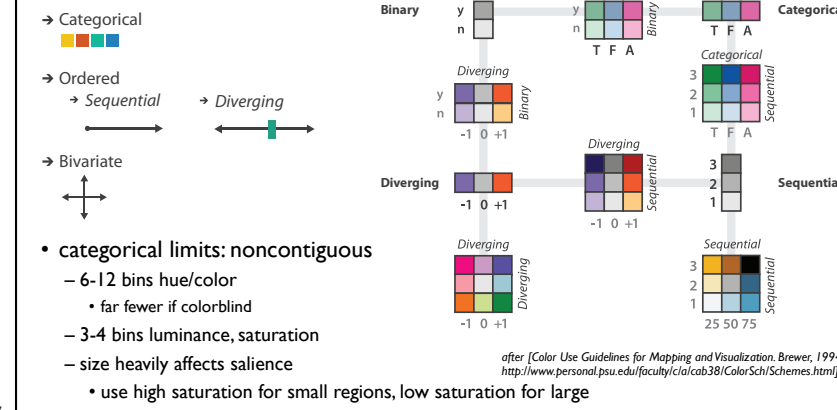 → Categorical
→ Ordered
→ Sequential → Diverging
→ Bivariate
• categorical limits: noncontiguous
– 6-12 bins hue/color
• far fewer if colorblind
– 3-4 bins luminance, saturation
– size heavily affects salience
• use high saturation for small regions, low saturation for large
Binary
y
n
y
n
Binary
T F A
T F A
Categorica
Diverging
y
n
Binary
-1 0 +1
Categorical
3
2
1
Sequential
T F A
Diverging
-1 0 +1
Diverging
Sequential
-1 0 +1
3
2
1
Sequentia
Diverging
Diverging
-1 0 +1
Sequential
3
2
1
Sequential
25 50 75
after [Color Use Guidelines for Mapping and Visualization. Brewer, 199
http://www.personal.psu.edu/faculty/c/a/cab38/ColorSch/Schemes.html]